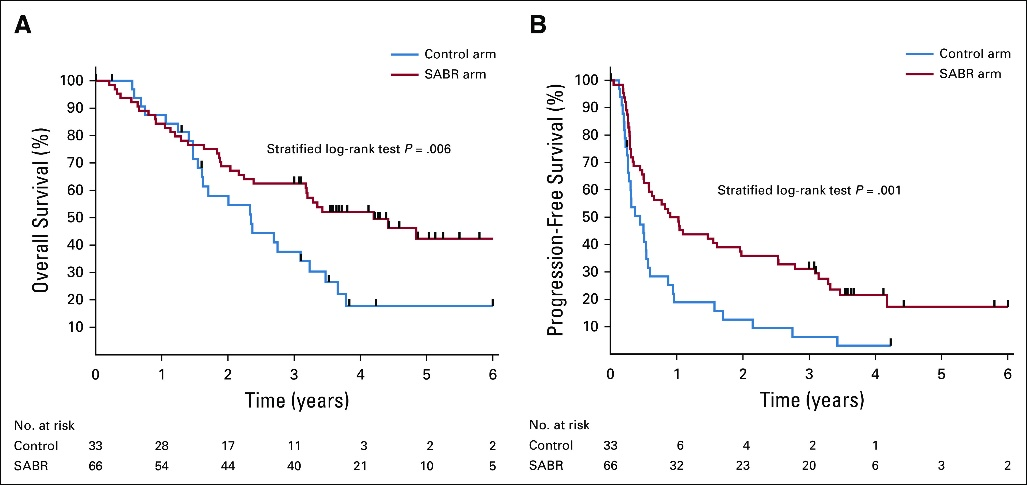 A
Control arm
SABR arm
Stratified log-rank test P = .006
Overall Survival (%)
100
90
80
70
60
50
40
30
20
10
0 1 2 3 4 5 6
Time (years)
No. at risk
Control 33 28 17 11 3 2 2
SABR 66 54 44 40 21 10 5
B
Control arm
SABR arm
Stratified log-rank test P = .001
Progression-Free Survival (%)
100
90
80
70
60
50
40
30
20
10
0 1 2 3 4 5 6
Time (years)
No. at risk
Control 33 6 4 2 1
SABR 66 32 23 20 6 3 2